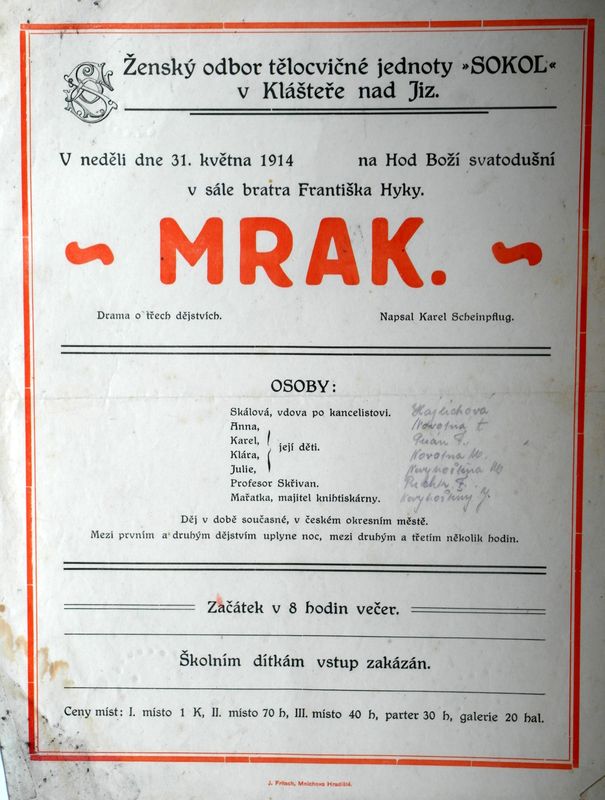 Ženský odbor tělocvičné jednoty »SOKOL«
v Klášteře nad Jiz.
V neděli dne 31. května 1914 na Hod Boží svatodušní
v sále bratra Františka Hyky.
~ MRAK. ~
Drama o třech dějstvích. Napsal Karel Scheinpflug.
OSOBY:
Skálová, vdova po kancelistovi.
Anna, Novotna
Karel,
její děti.
Klára, Novotna M.
Julie,
Profesor Skřivan.
Mařatka, majitel knihtiskárny.
Děj v době současné, v českém okresním městě.
Mezi prvním a druhým dějstvím uplyne noc, mezi druhým a třetím několik hodin.
Začátek v 8 hodin večer.
Školním dítkám vstup zakázán.
Ceny míst: I. místo 1 K, II. místo 70 h, III. místo 40 h, parter 30 h, galerie 20 hal.
J. Fritsch, Mnichovo Hradiště.